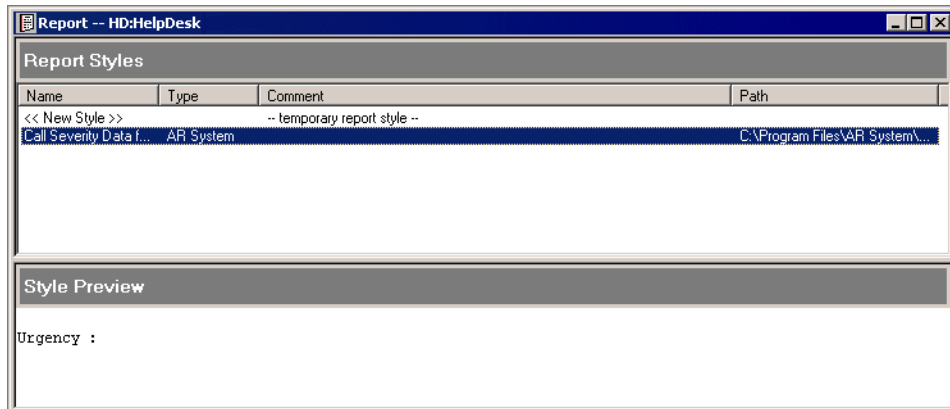 Report -- HD:HelpDesk
Report Styles
Name Type Comment Path
<< New Style >> -- temporary report style --
Call Severity Data f... AR System C:\Program Files\AR System\...
Style Preview
Urgency :